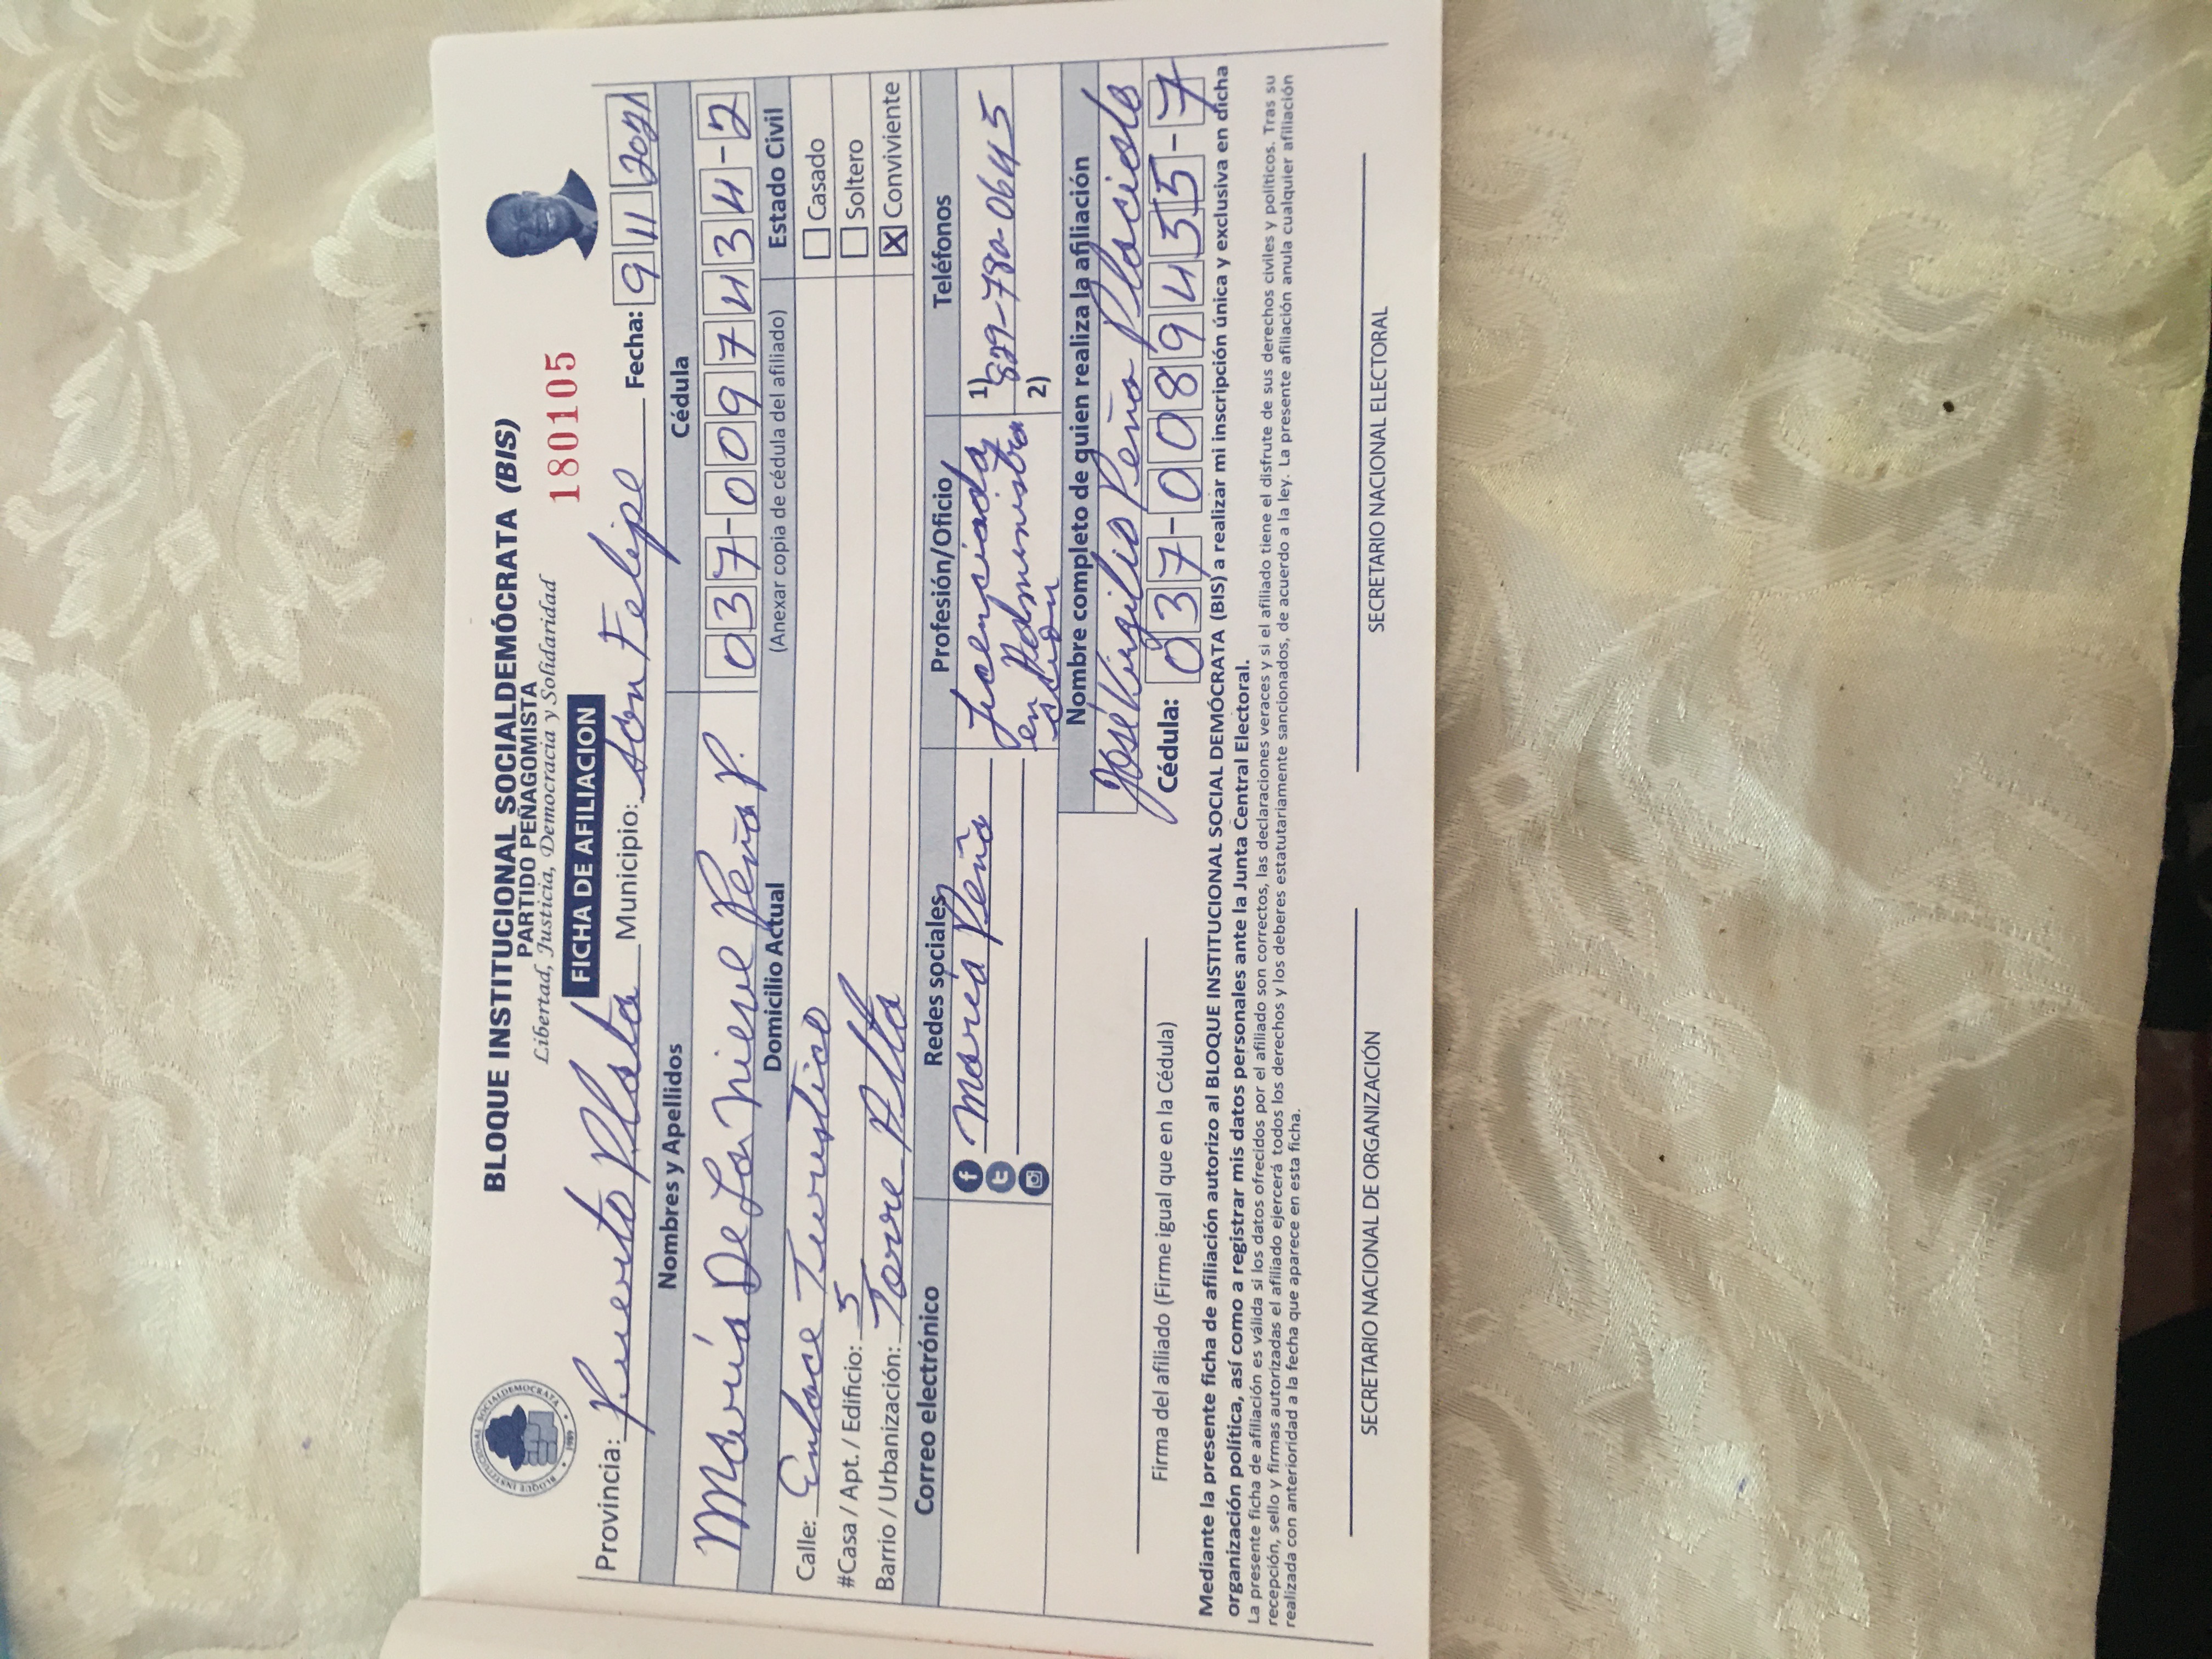 BLOQUE INSTITUCIONAL SOCIALDEMÓCRATA (BIS)
PARTIDO PEÑAGOMISTA
Libertad, Justicia, Democracia y Solidaridad
180105
FICHA DE AFILIACION
Provincia: Puerto Plata Municipio: San Felipe Fecha: 9 11 2021
Nombres y Apellidos Cédula
María De Las Nieve Peña P. 037-0097434-2
Domicilio Actual (Anexar copia de cédula del afiliado) Estado Civil
Calle: Enlace Turustico Casado
#Casa / Apt. / Edificio: 5 Soltero
Barrio / Urbanización: Torre Alta X Conviviente
Correo electrónico Redes sociales Profesión/Oficio Teléfonos
María Peña Licenciada 1) 829-780-0645
en Administra 2)
ción
Nombre completo de quien realiza la afiliación
José Virgilio Peña Placido
Cédula: 037-0089455-7
Firma del afiliado (Firme igual que en la Cédula)
Mediante la presente ficha de afiliación autorizo al BLOQUE INSTITUCIONAL SOCIAL DEMÓCRATA (BIS) a realizar mi inscripción única y exclusiva en dicha
organización política, así como a registrar mis datos personales ante la Junta Central Electoral.
La presente ficha de afiliación es válida si los datos ofrecidos por el afiliado son correctos, las declaraciones veraces y si el afiliado tiene el disfrute de sus derechos civiles y políticos. Tras su
recepción, sello y firmas autorizadas el afiliado ejercerá todos los derechos y los deberes estatutariamente sancionados, de acuerdo a la ley. La presente afiliación anula cualquier afiliación
realizada con anterioridad a la fecha que aparece en esta ficha.
SECRETARIO NACIONAL DE ORGANIZACIÓN SECRETARIO NACIONAL ELECTORAL